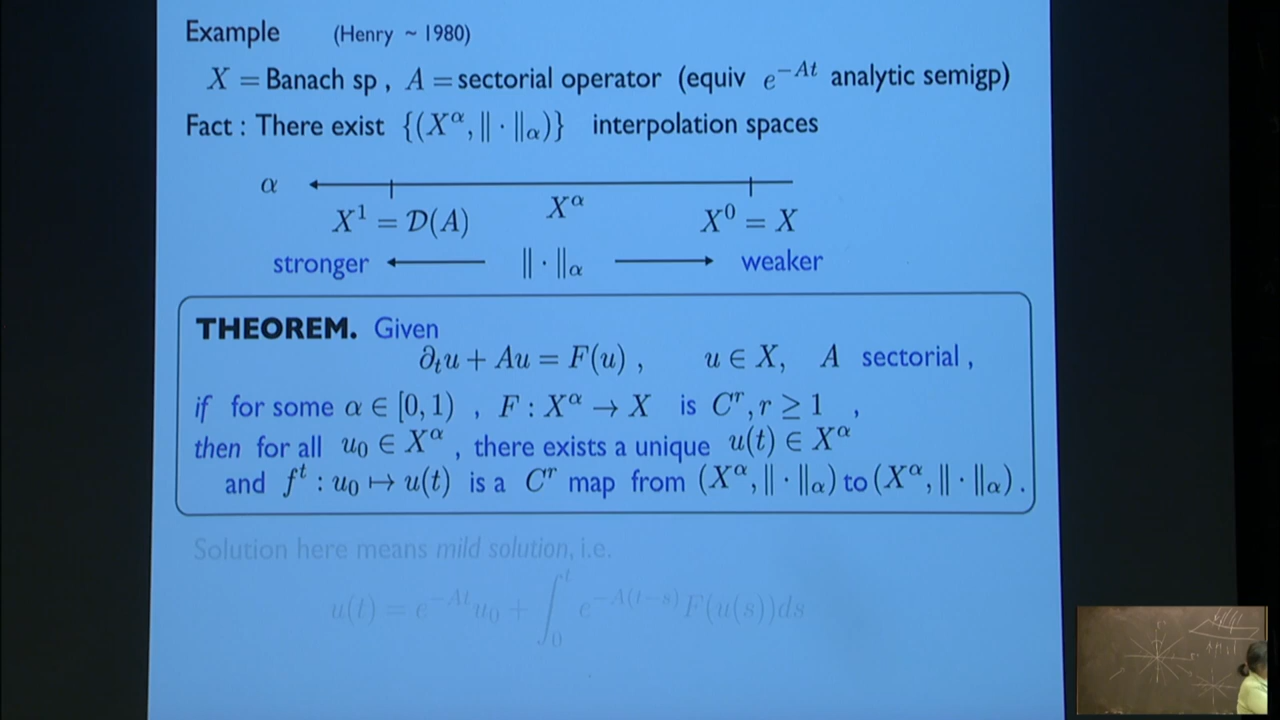 Example (Henry ~ 1980)
X = Banach sp , A = sectorial operator (equiv e^{-At} analytic semigp)
Fact : There exist {(X^α, ‖ · ‖_α)} interpolation spaces
α
X^1 = D(A) X^α X^0 = X
stronger ‖ · ‖_α weaker
THEOREM. Given
∂_t u + Au = F(u) , u ∈ X, A sectorial ,
if for some α ∈ [0, 1) , F : X^α → X is C^r, r ≥ 1 ,
then for all u_0 ∈ X^α , there exists a unique u(t) ∈ X^α
and f^t : u_0 ↦ u(t) is a C^r map from (X^α, ‖ · ‖_α) to (X^α, ‖ · ‖_α) .
Solution here means mild solution, i.e.
u(t) = e^{-At} u_0 + ∫_0^t e^{-A(t-s)} F(u(s))ds